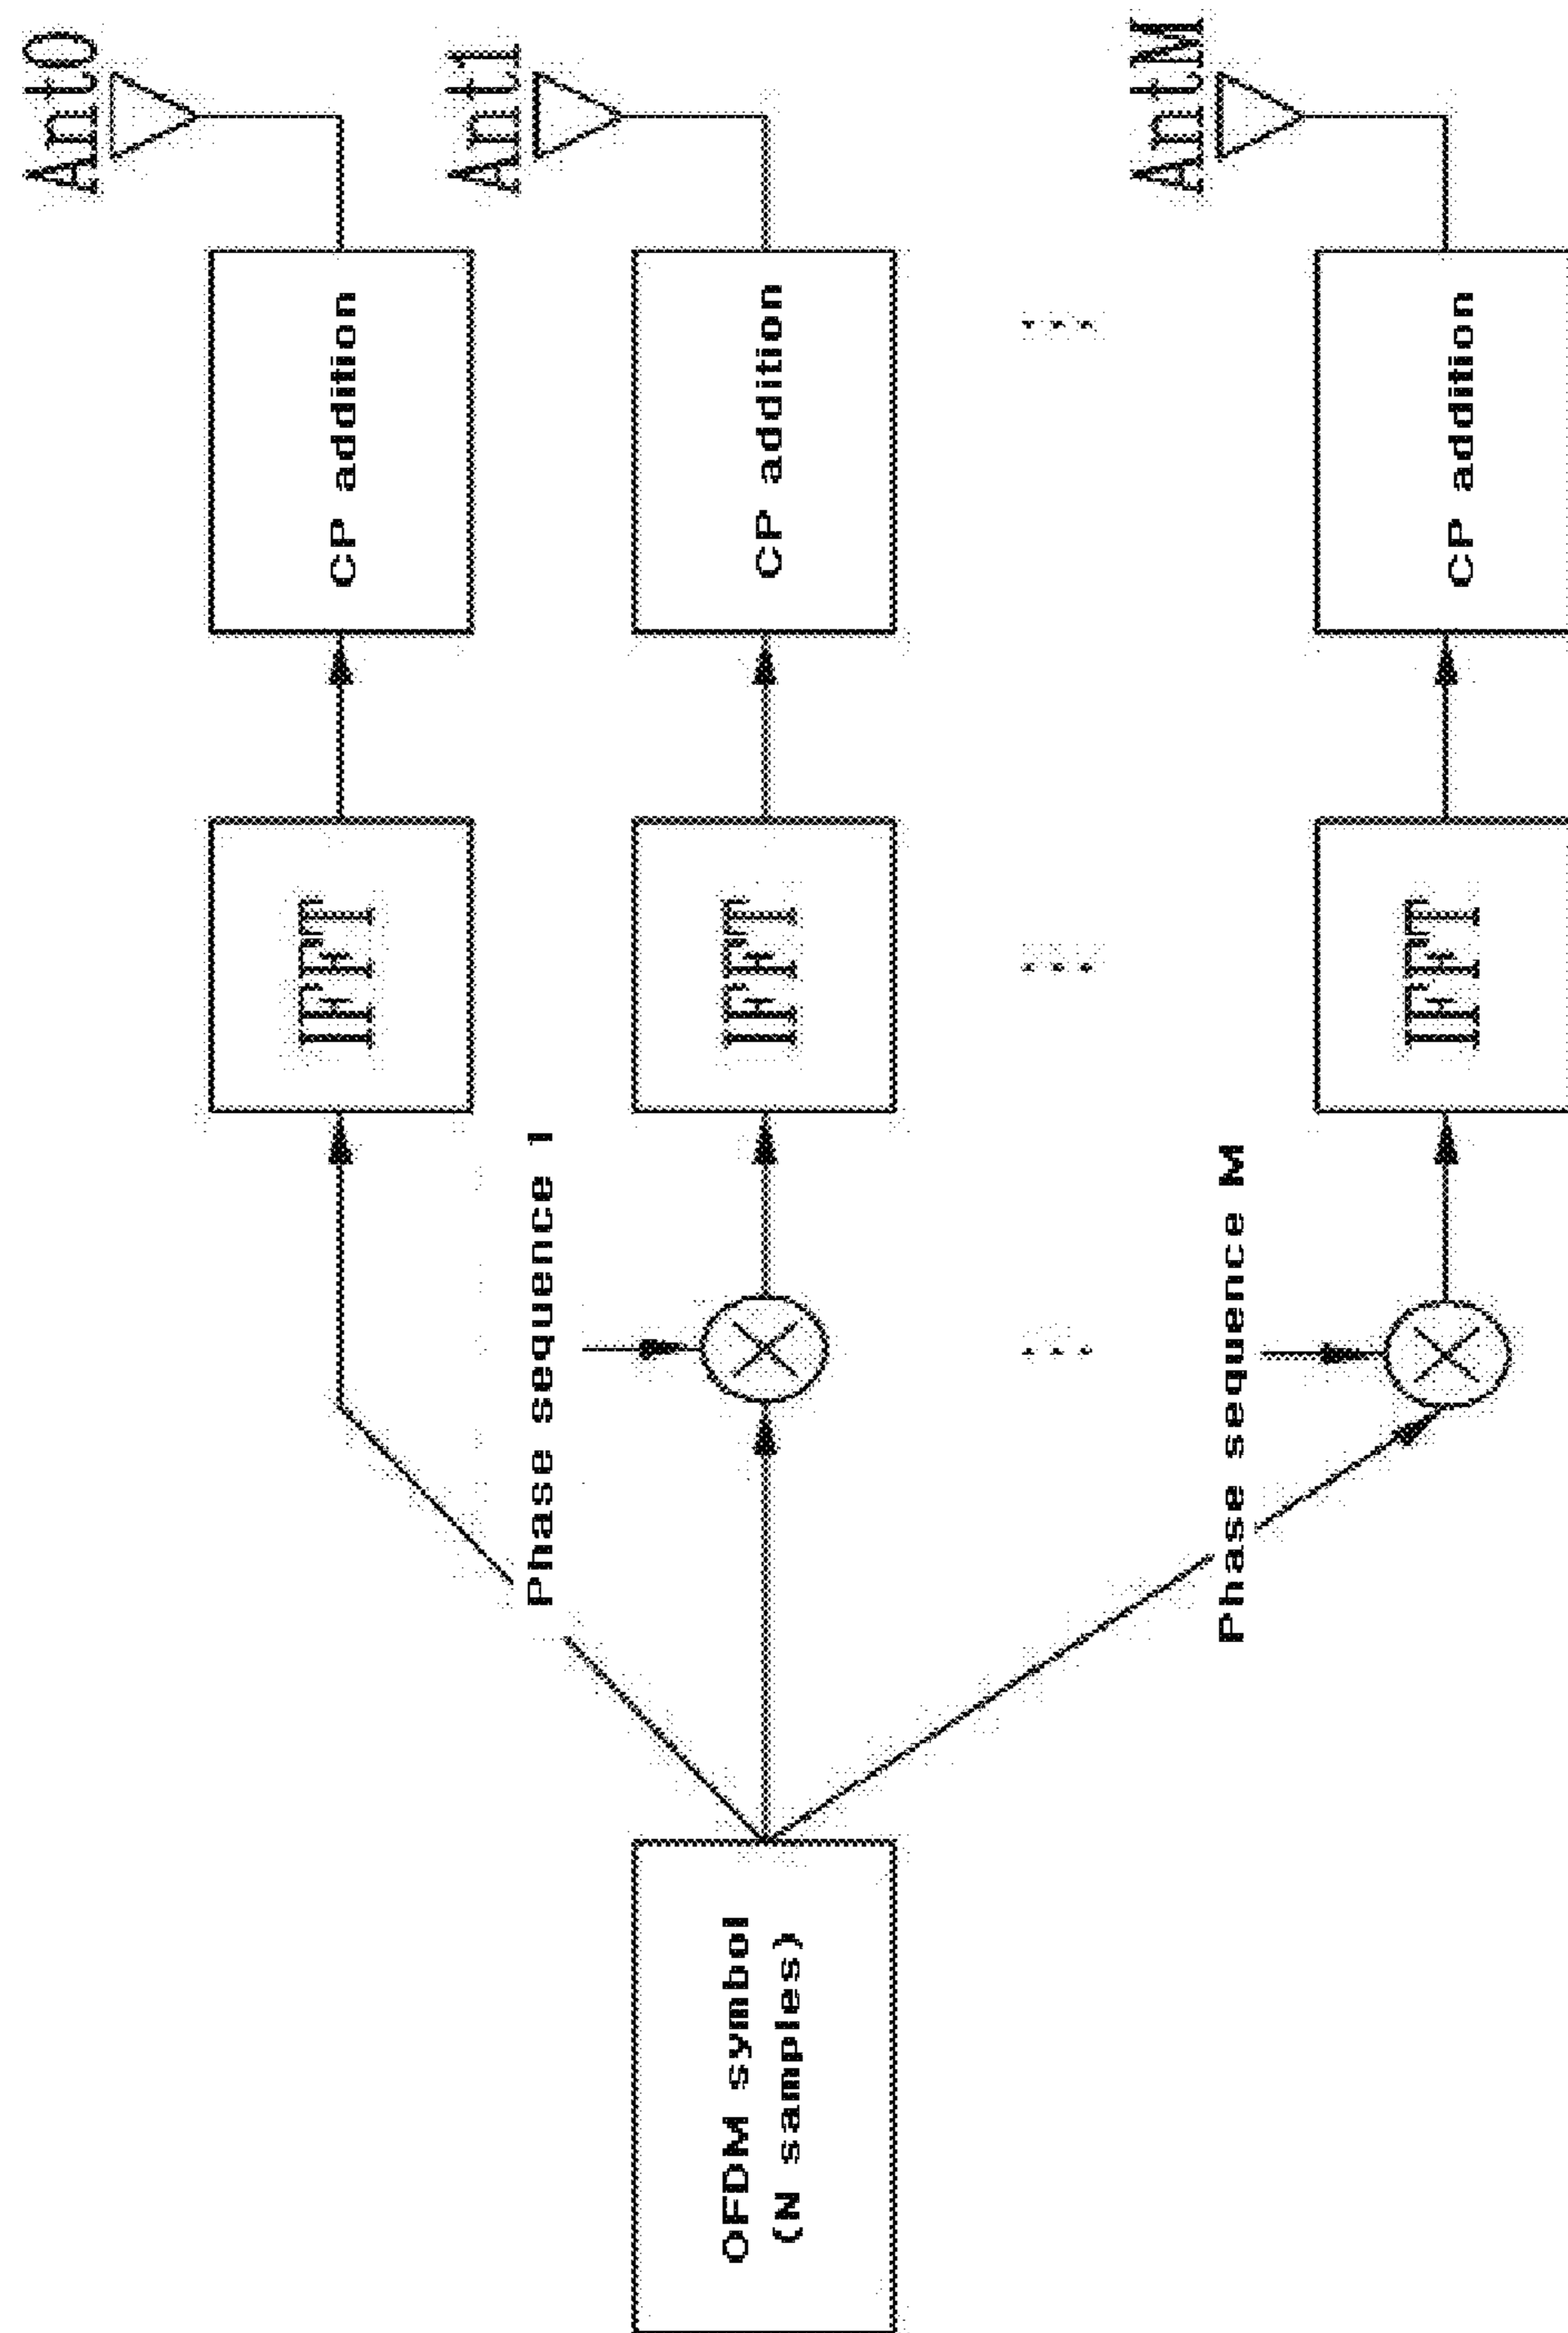 OFDM symbol
(N samples)
Phase sequence 1
Phase sequence M
IFFT
IFFT
IFFT
CP addition
CP addition
CP addition
Ant0
Ant1
AntM